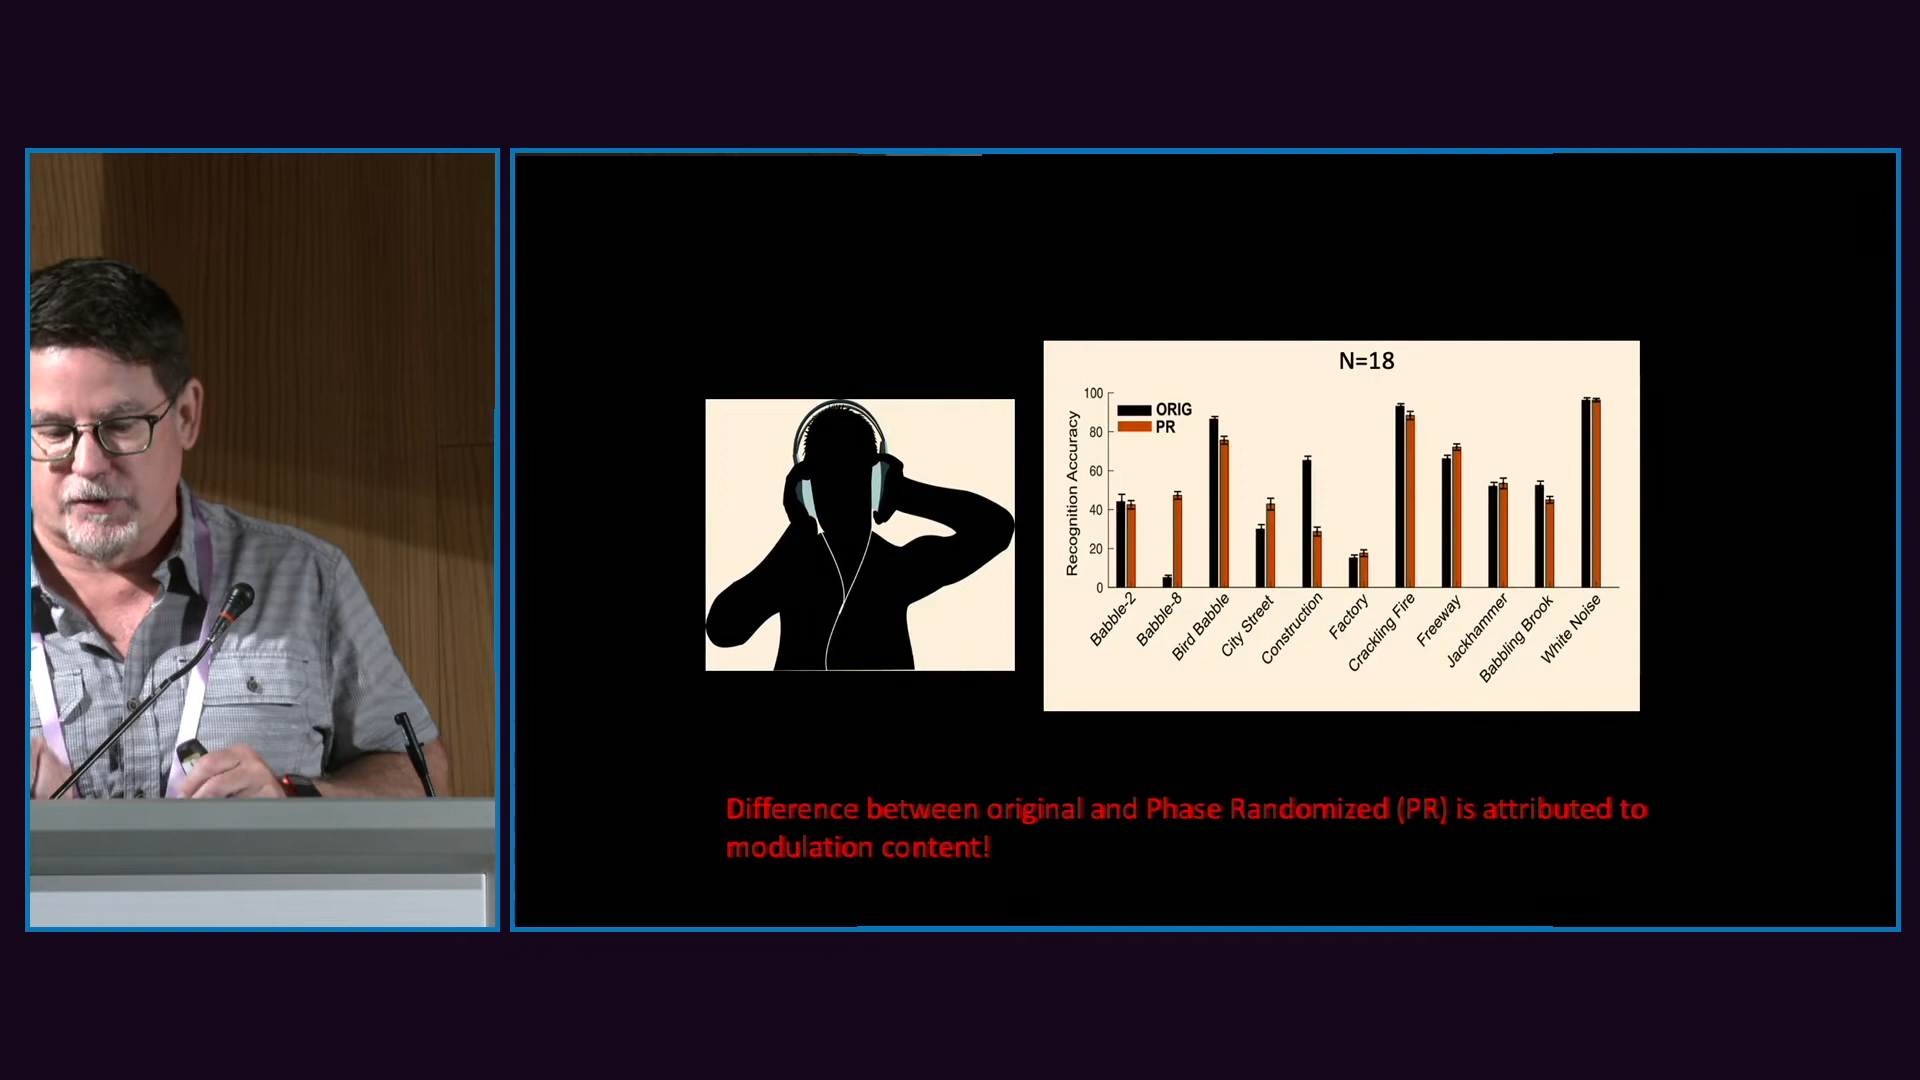 N=18
100
80
60
40
20
0
Recognition Accuracy
ORIG
PR
Babble-2
Babble-8
Bird Babble
City Street
Construction
Factory
Crackling Fire
Freeway
Jackhammer
Babbling Brook
White Noise
Difference between original and Phase Randomized (PR) is attributed to
modulation content!